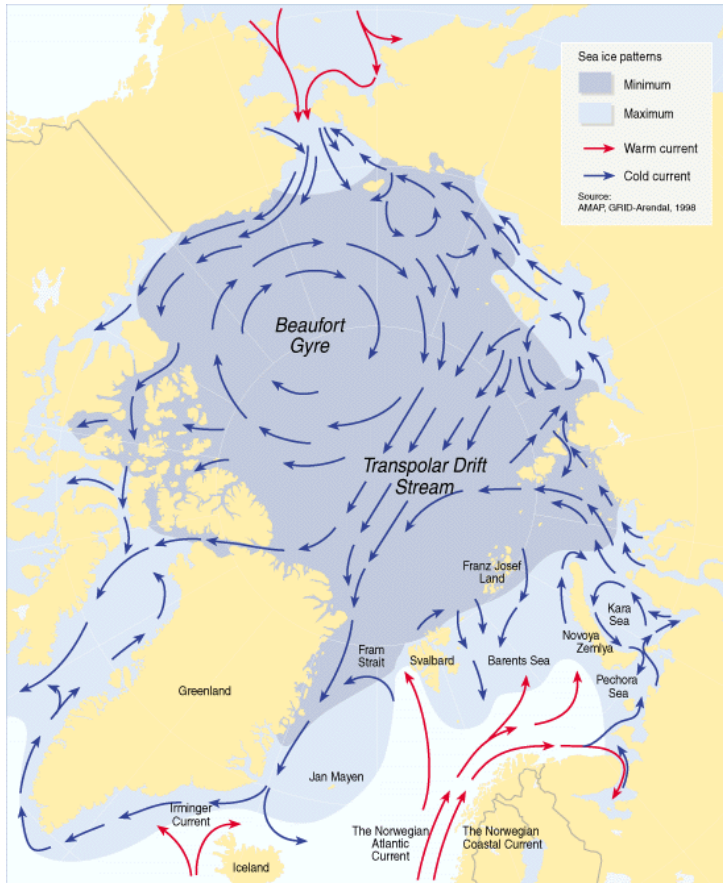 Sea ice patterns
Minimum
Maximum
Warm current
Cold current
Source:
AMAP, GRID-Arendal, 1998
Beaufort
Gyre
Transpolar Drift
Stream
Franz Josef
Land
Kara
Sea
Novoya
Zemlya
Fram
Strait
Svalbard
Barents Sea
Pechora
Sea
Greenland
Jan Mayen
Irminger
Current
The Norwegian
Atlantic
Current
The Norwegian
Coastal Current
Iceland